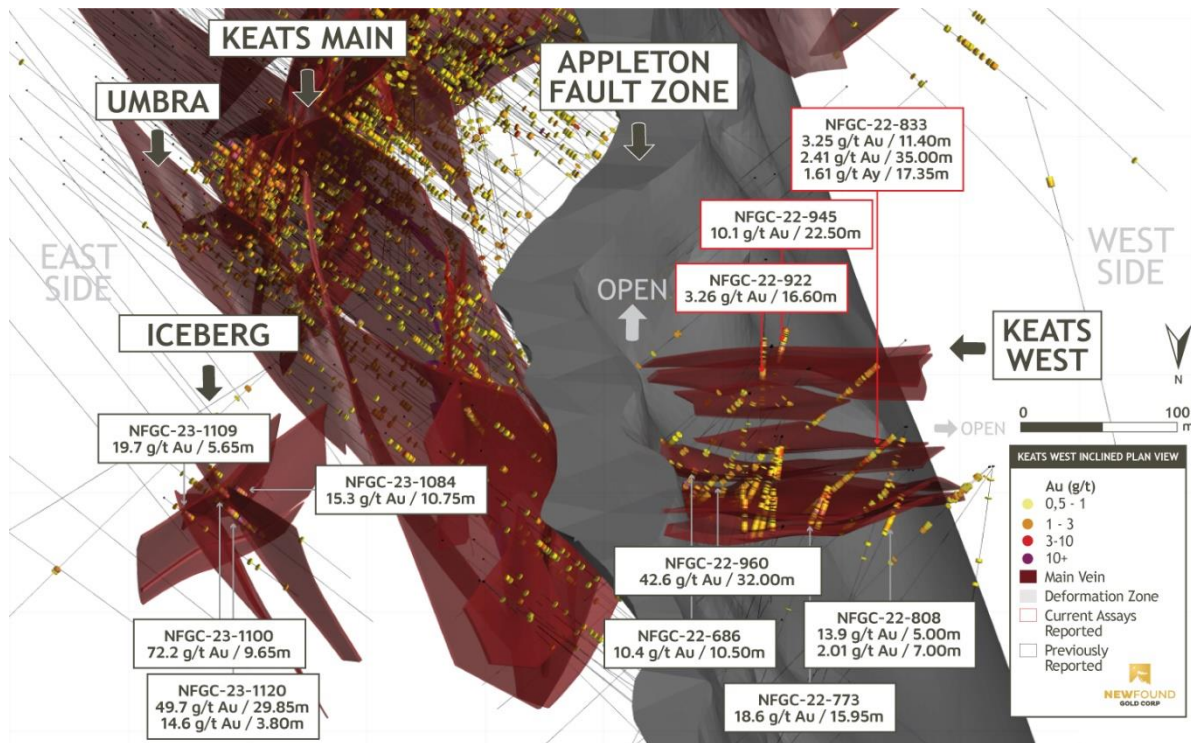 KEATS MAIN
UMBRA
APPLETON
FAULT ZONE
NFGC-22-833
3.25 g/t Au / 11.40m
2.41 g/t Au / 35.00m
1.61 g/t Ay / 17.35m
NFGC-22-945
10.1 g/t Au / 22.50m
NFGC-22-922
3.26 g/t Au / 16.60m
EAST
SIDE
WEST
SIDE
OPEN
ICEBERG
KEATS
WEST
N
0 100
m
OPEN
NFGC-23-1109
19.7 g/t Au / 5.65m
NFGC-23-1084
15.3 g/t Au / 10.75m
NFGC-23-1100
72.2 g/t Au / 9.65m
NFGC-23-1120
49.7 g/t Au / 29.85m
14.6 g/t Au / 3.80m
NFGC-22-960
42.6 g/t Au / 32.00m
NFGC-22-686
10.4 g/t Au / 10.50m
NFGC-22-808
13.9 g/t Au / 5.00m
2.01 g/t Au / 7.00m
NFGC-22-773
18.6 g/t Au / 15.95m
KEATS WEST INCLINED PLAN VIEW
Au (g/t)
0,5 - 1
1 - 3
3-10
10+
Main Vein
Deformation Zone
Current Assays
Reported
Previously
Reported
NEWFOUND
GOLD CORP